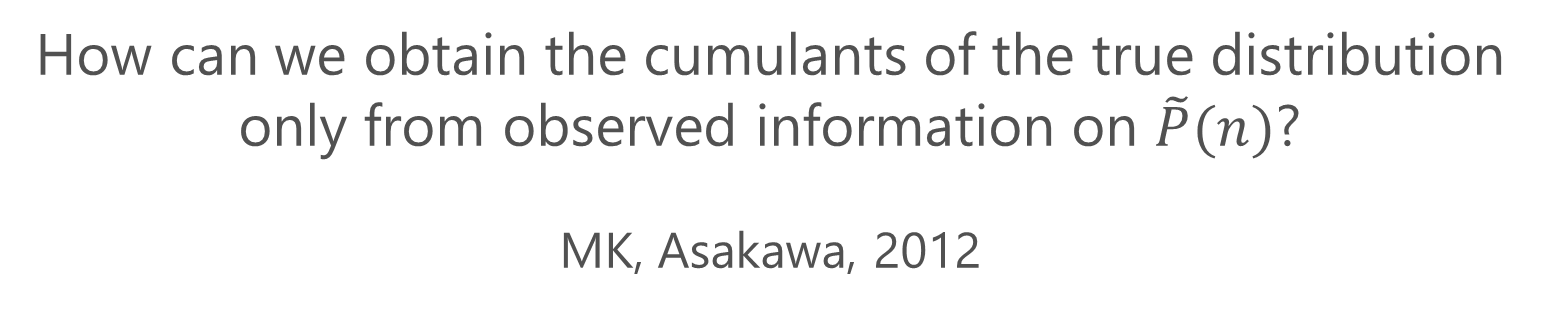 How can we obtain the cumulants of the true distribution
only from observed information on P̃(n)?
MK, Asakawa, 2012